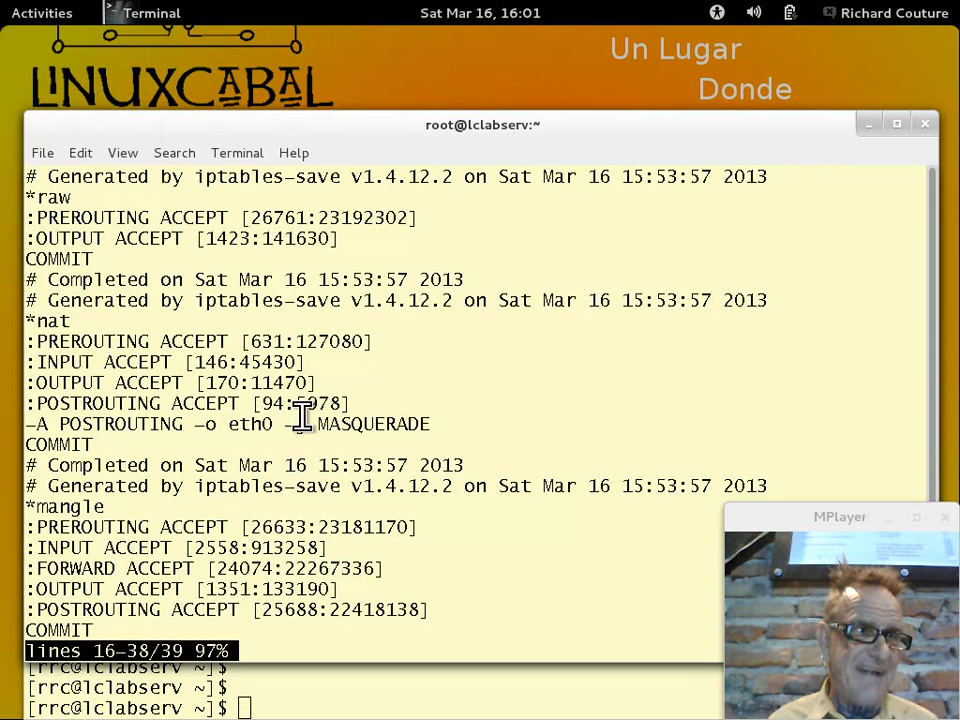 Activities
Terminal
Sat Mar 16, 16:01
Richard Couture
Un Lugar
Donde
LINUXCABAL
root@lclabserv:~
File Edit View Search Terminal Help
# Generated by iptables-save v1.4.12.2 on Sat Mar 16 15:53:57 2013
*raw
:PREROUTING ACCEPT [26761:23192302]
:OUTPUT ACCEPT [1423:141630]
COMMIT
# Completed on Sat Mar 16 15:53:57 2013
# Generated by iptables-save v1.4.12.2 on Sat Mar 16 15:53:57 2013
*nat
:PREROUTING ACCEPT [631:127080]
:INPUT ACCEPT [146:45430]
:OUTPUT ACCEPT [170:11470]
:POSTROUTING ACCEPT
-A POSTROUTING -o eth0 MASQUERADE
COMMIT
# Completed on Sat Mar 16 15:53:57 2013
# Generated by iptables-save v1.4.12.2 on Sat Mar 16 15:53:57 2013
*mangle
:PREROUTING ACCEPT [26633:23181170]
:INPUT ACCEPT [2558:913258]
:FORWARD ACCEPT [24074:22267336]
:OUTPUT ACCEPT [1351:133190]
:POSTROUTING ACCEPT [25688:22418138]
COMMIT
lines 16-38/39 97%
[rrc@lclabserv ~]$
[rrc@lclabserv ~]$
[rrc@lclabserv ~]$
MPlayer